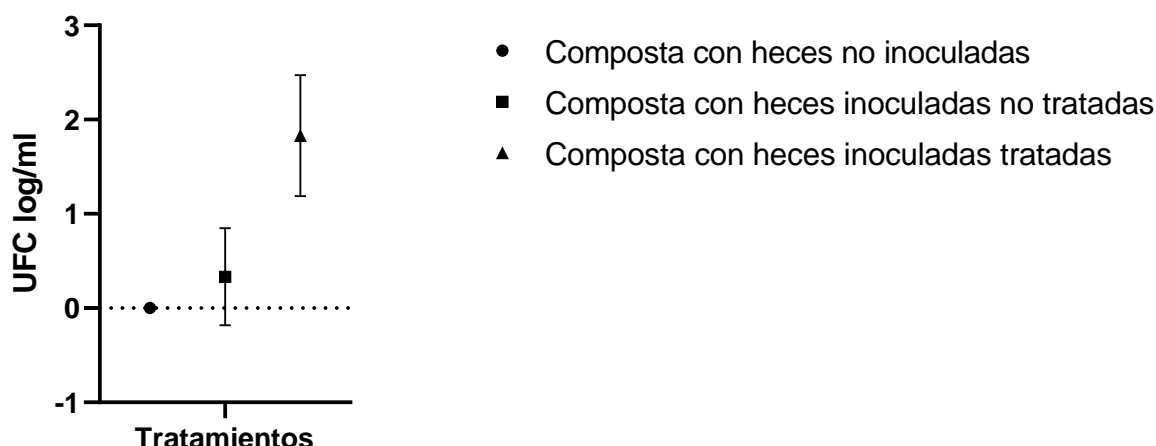 3
2
1
0
-1
UFC log/ml
Tratamientos
Composta con heces no inoculadas
Composta con heces inoculadas no tratadas
Composta con heces inoculadas tratadas